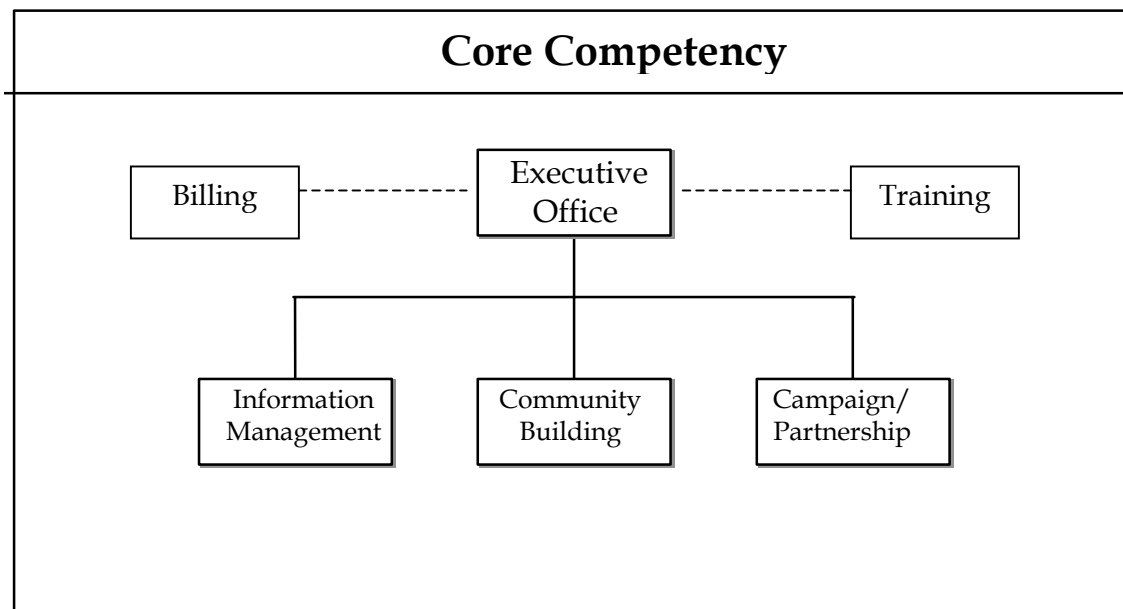 Core Competency
Billing
Executive
Office
Training
Information
Management
Community
Building
Campaign/
Partnership